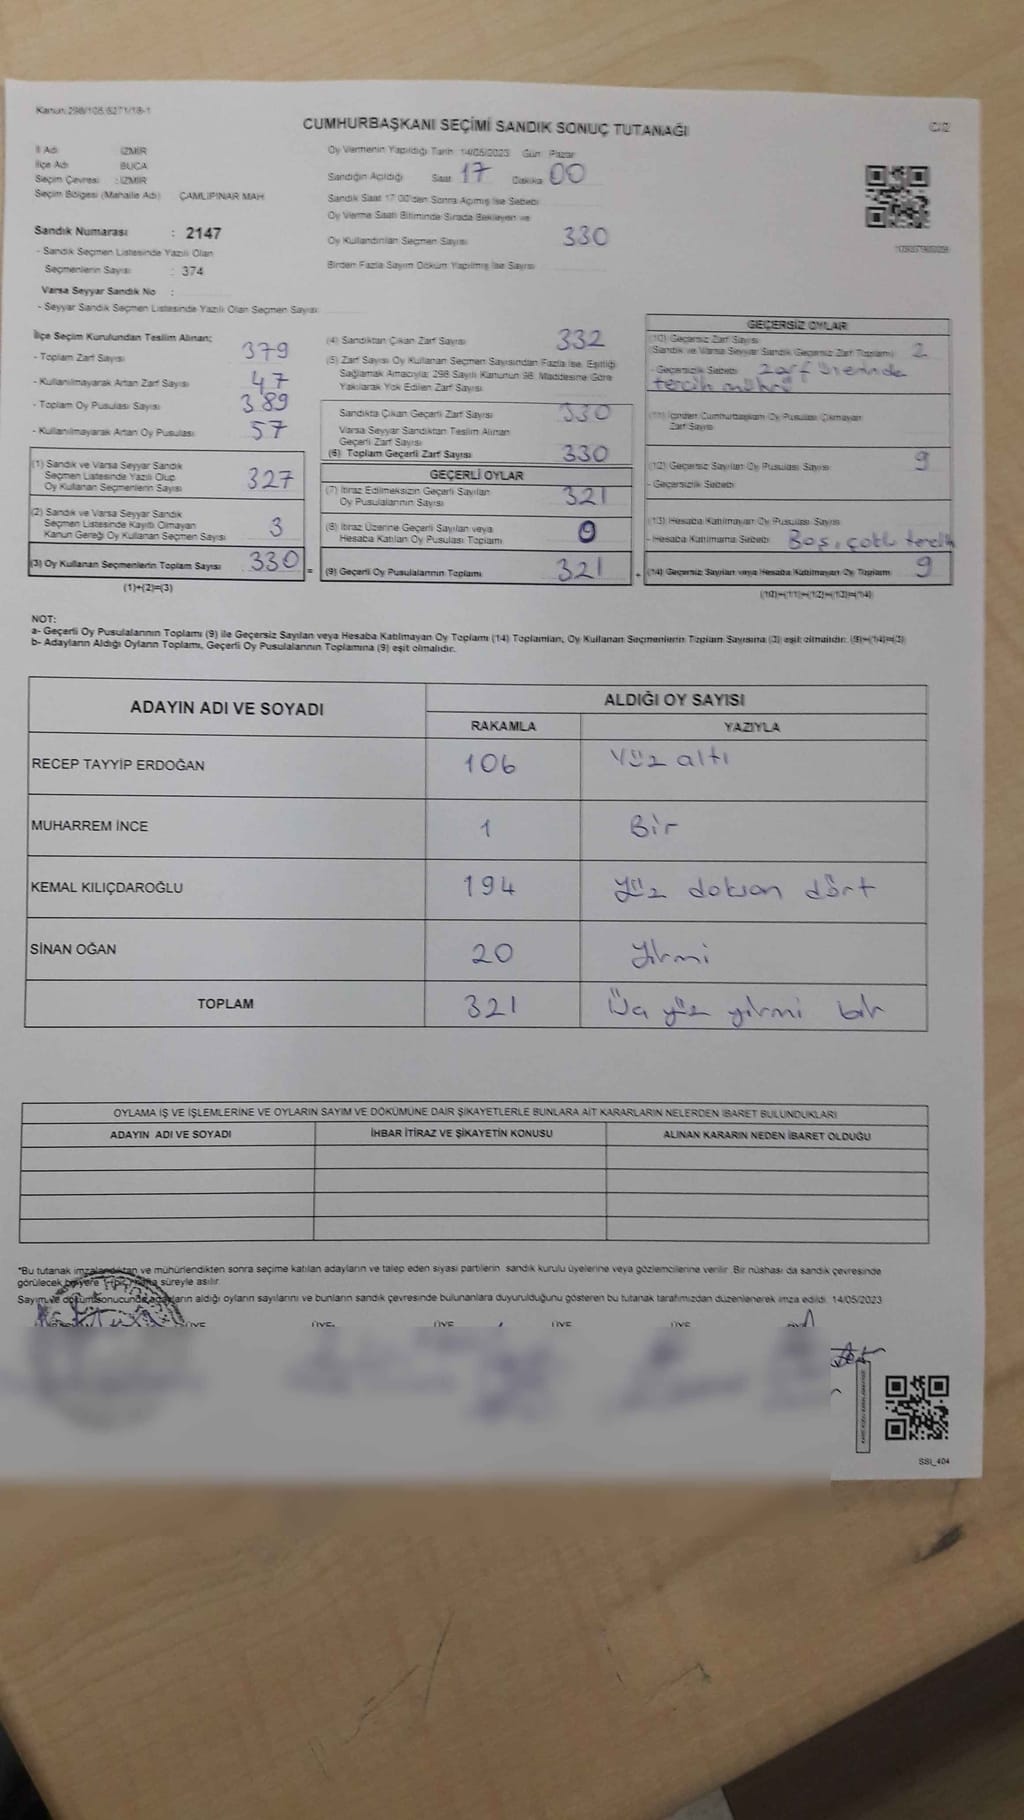 Kanun:298/105,6271/18-1
CUMHURBAŞKANI SEÇİMİ SANDIK SONUÇ TUTANAĞI
İl Adı : İZMİR
İlçe Adı : BUCA
Seçim Çevresi : İZMİR
Seçim Bölgesi (Mahalle Adı) ÇAMLIPINAR MAH
Sandık Numarası : 2147
- Sandık Seçmen Listesinde Yazılı Olan
Seçmenlerin Sayısı : 374
Varsa Seyyar Sandık No :
- Seyyar Sandık Seçmen Listesinde Yazılı Olan Seçmen Sayısı:
Oy Vermenin Yapıldığı Tarih: 14/05/2023 Gün: Pazar
Sandığın Açıldığı Saat 17 Dakika 00
Sandık Saat 17:00'den Sonra Açılmış İse Sebebi
Oy Verme Saati Bitiminde Sırada Bekleyen ve
Oy Kullandırılan Seçmen Sayısı 330
Birden Fazla Sayım Döküm Yapılmış İse Sayısı
İlçe Seçim Kurulundan Teslim Alınan;
- Toplam Zarf Sayısı 379
- Kullanılmayarak Artan Zarf Sayısı 47
- Toplam Oy Pusulası Sayısı 389
- Kullanılmayarak Artan Oy Pusulası 57
(1) Sandık ve Varsa Seyyar Sandık
Seçmen Listesinde Yazılı Olup
Oy Kullanan Seçmenlerin Sayısı 327
(2) Sandık ve Varsa Seyyar Sandık
Seçmen Listesinde Kayıtlı Olmayan
Kanun Gereği Oy Kullanan Seçmen Sayısı 3
(3) Oy Kullanan Seçmenlerin Toplam Sayısı 330 =
(1)+(2)=(3)
(4) Sandıktan Çıkan Zarf Sayısı 332
(5) Zarf Sayısı Oy Kullanan Seçmen Sayısından Fazla İse, Eşitliği
Sağlamak Amacıyla; 298 Sayılı Kanunun 98. Maddesine Göre
Yakılarak Yok Edilen Zarf Sayısı
Sandıkta Çıkan Geçerli Zarf Sayısı 330
Varsa Seyyar Sandıktan Teslim Alınan
Geçerli Zarf Sayısı
(6) Toplam Geçerli Zarf Sayısı 330
GEÇERLİ OYLAR
(7) İtiraz Edilmeksizin Geçerli Sayılan
Oy Pusulalarının Sayısı 321
(8) İtiraz Üzerine Geçerli Sayılan veya
Hesaba Katılan Oy Pusulası Toplamı 0
(9) Geçerli Oy Pusulalarının Toplamı 321 +
GEÇERSİZ OYLAR
(10) Geçersiz Zarf Sayısı
(Sandık ve Varsa Seyyar Sandık Geçersiz Zarf Toplamı) 2
- Geçersizlik Sebebi zarf üzerinde
tercih mührü
(11) İçinden Cumhurbaşkanı Oy Pusulası Çıkmayan
Zarf Sayısı
(12) Geçersiz Sayılan Oy Pusulası Sayısı 9
- Geçersizlik Sebebi
(13) Hesaba Katılmayan Oy Pusulası Sayısı
- Hesaba Katılmama Sebebi Boş, çoklu tercih
(14) Geçersiz Sayılan veya Hesaba Katılmayan Oy Toplamı 9
(10)+(11)+(12)+(13)=(14)
NOT:
a- Geçerli Oy Pusulalarının Toplamı (9) ile Geçersiz Sayılan veya Hesaba Katılmayan Oy Toplamı (14) Toplamları, Oy Kullanan Seçmenlerin Toplam Sayısına (3) eşit olmalıdır. (9)+(14)=(3)
b- Adayların Aldığı Oyların Toplamı, Geçerli Oy Pusulalarının Toplamına (9) eşit olmalıdır.
ADAYIN ADI VE SOYADI ALDIĞI OY SAYISI
RAKAMLA YAZIYLA
RECEP TAYYİP ERDOĞAN 106 Yüz altı
MUHARREM İNCE 1 Bir
KEMAL KILIÇDAROĞLU 194 Yüz doksan dört
SİNAN OĞAN 20 Yirmi
TOPLAM 321 Üç yüz yirmi bir
OYLAMA İŞ VE İŞLEMLERİNE VE OYLARIN SAYIM VE DÖKÜMÜNE DAİR ŞİKAYETLERLE BUNLARA AİT KARARLARIN NELERDEN İBARET BULUNDUKLARI
ADAYIN ADI VE SOYADI İHBAR İTİRAZ VE ŞİKAYETİN KONUSU ALINAN KARARIN NEDEN İBARET OLDUĞU
*Bu tutanak imzalandıktan ve mühürlendikten sonra seçime katılan adayların ve talep eden siyasi partilerin sandık kurulu üyelerine veya gözlemcilerine verilir. Bir nüshası da sandık çevresinde
görülecek bir yere 1 (bir) hafta süreyle asılır.
Sayım ve döküm sonucunda adayların aldığı oyların sayılarını ve bunların sandık çevresinde bulunanlara duyurulduğunu gösteren bu tutanak tarafımızdan düzenlenerek imza edildi. 14/05/2023
ÜYE ÜYE ÜYE ÜYE ÜYE
SSI_404